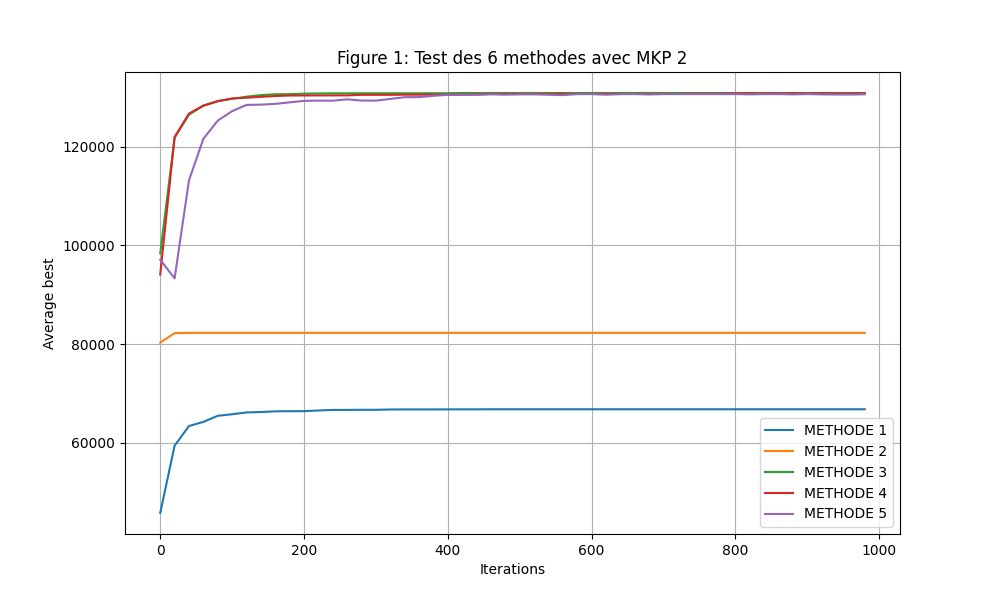 Figure 1: Test des 6 methodes avec MKP 2
Average best
120000
100000
80000
60000
0 200 400 600 800 1000
Iterations
METHODE 1
METHODE 2
METHODE 3
METHODE 4
METHODE 5